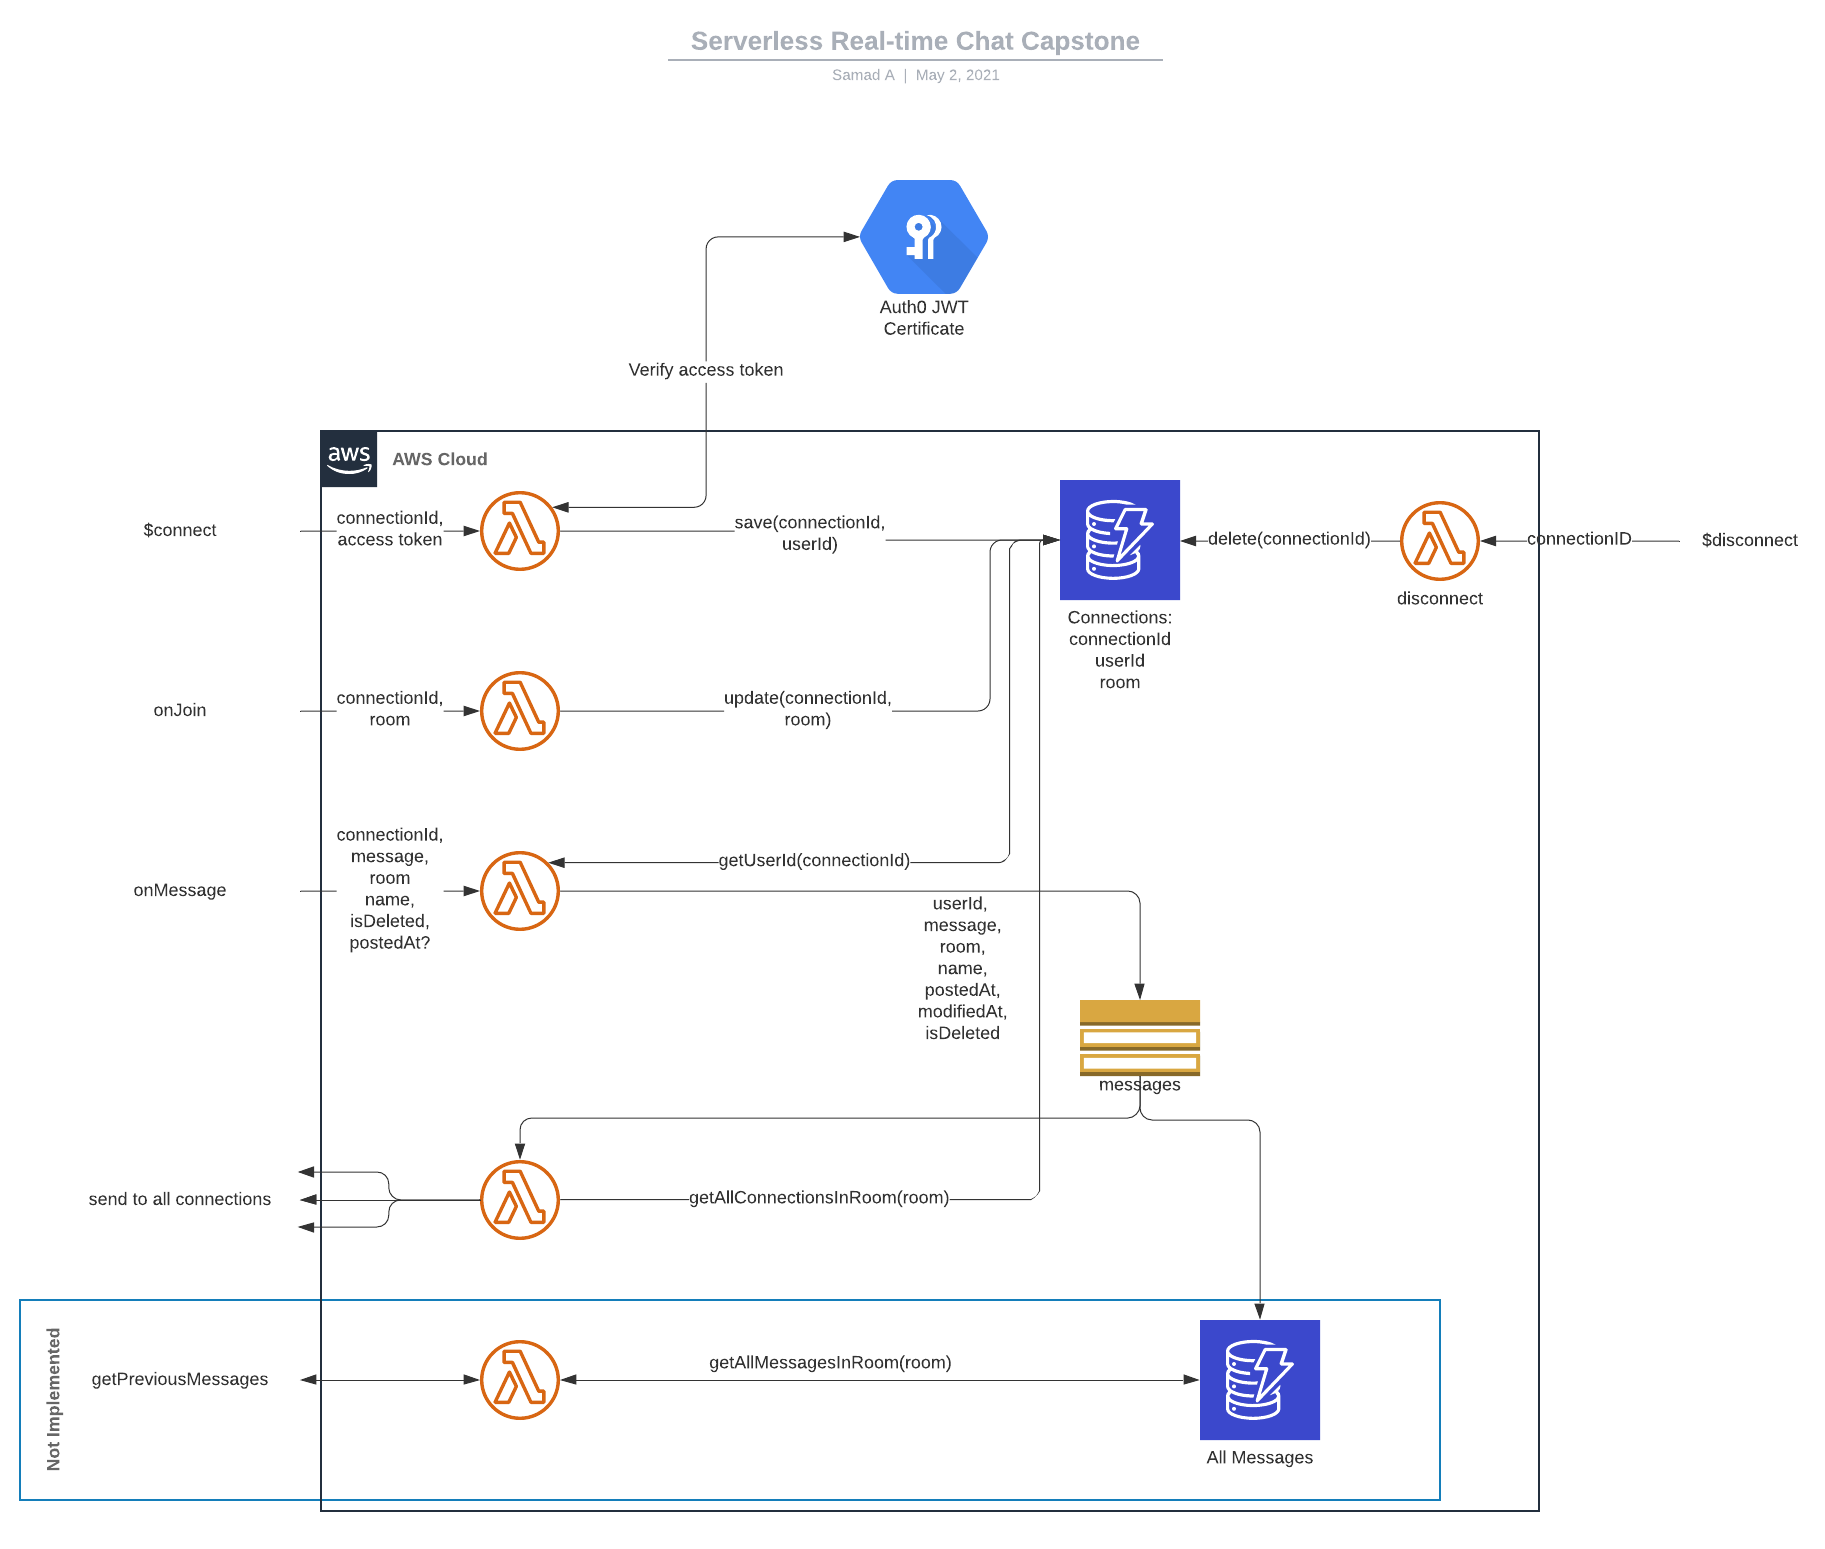 Serverless Real-time Chat Capstone
Samad A | May 2, 2021
Auth0 JWT
Certificate
Verify access token
aws
AWS Cloud
$connect
connectionId,
access token
save(connectionId,
userId)
delete(connectionId)
connectionID
$disconnect
disconnect
Connections:
connectionId
userId
room
onJoin
connectionId,
room
update(connectionId,
room)
onMessage
connectionId,
message,
room
name,
isDeleted,
postedAt?
getUserId(connectionId)
userId,
message,
room,
name,
postedAt,
modifiedAt,
isDeleted
messages
send to all connections
getAllConnectionsInRoom(room)
Not Implemented
getPreviousMessages
getAllMessagesInRoom(room)
All Messages